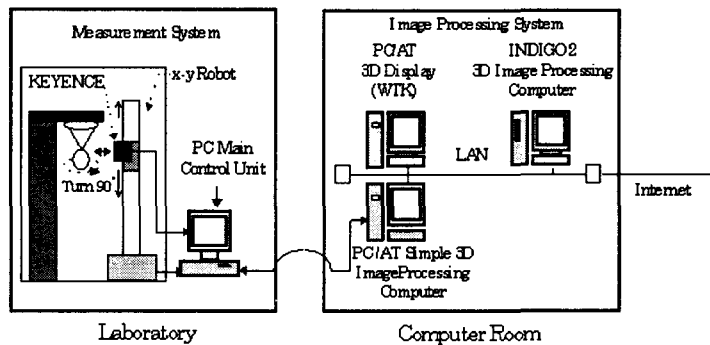 Measurement System
KEYENCE
x-y Robot
Turn 90°
PC Main
Control Unit
Laboratory
Image Processing System
PC/AT
3D Display
(WTK)
INDIGO2
3D Image Processing
Computer
LAN
Internet
PC/AT Simple 3D
ImageProcessing
Computer
Computer Room